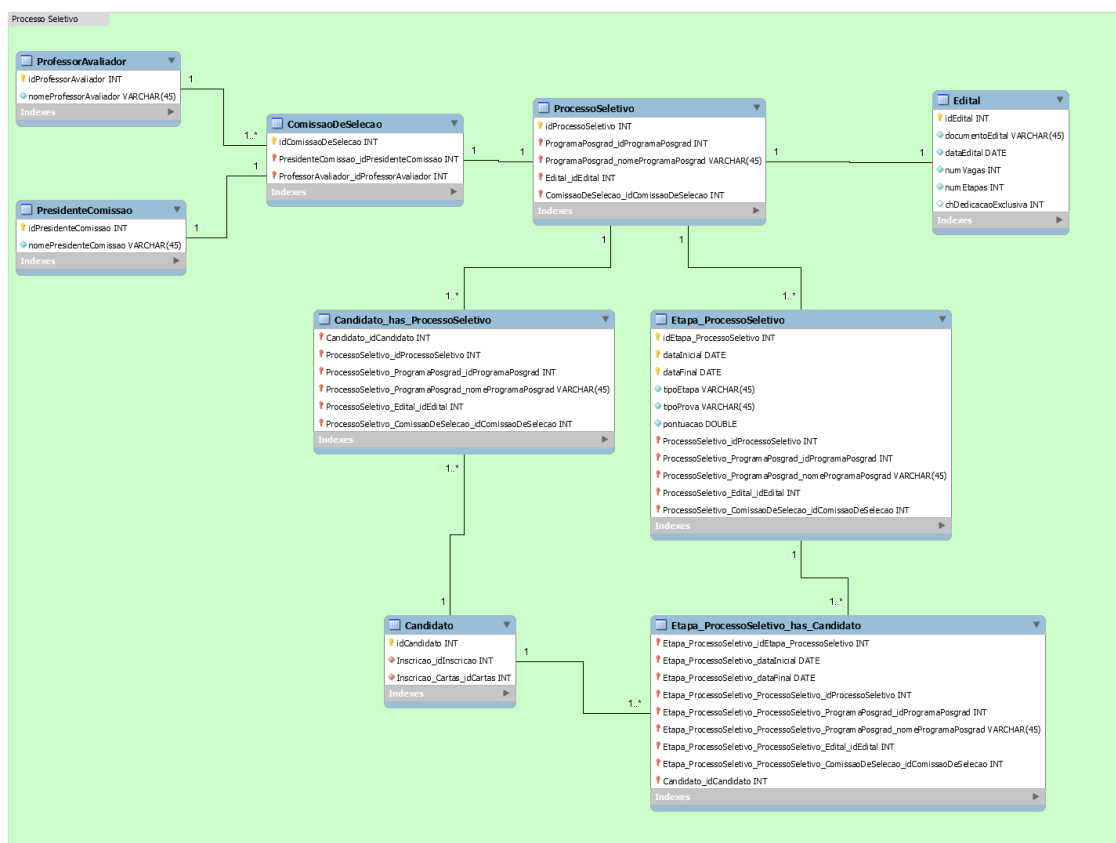 Processo Seletivo
ProfessorAvaliador
idProfessorAvaliador INT
nomeProfessorAvaliador VARCHAR(45)
Indexes
1
1..*
ComissaoDeSelecao
idComissaoDeSelecao INT
PresidenteComissao_idPresidenteComissao INT
ProfessorAvaliador_idProfessorAvaliador INT
Indexes
1
PresidenteComissao
idPresidenteComissao INT
nomePresidenteComissao VARCHAR(45)
Indexes
1
1
1
ProcessoSeletivo
idProcessoSeletivo INT
ProgramaPosgrad_idProgramaPosgrad INT
ProgramaPosgrad_nomeProgramaPosgrad VARCHAR(45)
Edital_idEdital INT
ComissaoDeSelecao_idComissaoDeSelecao INT
Indexes
1
1
Edital
idEdital INT
documentoEdital VARCHAR(45)
dataEdital DATE
numVagas INT
numEtapas INT
chDedicacaoExclusiva INT
Indexes
1
1
1..*
1..*
Candidato_has_ProcessoSeletivo
Candidato_idCandidato INT
ProcessoSeletivo_idProcessoSeletivo INT
ProcessoSeletivo_ProgramaPosgrad_idProgramaPosgrad INT
ProcessoSeletivo_ProgramaPosgrad_nomeProgramaPosgrad VARCHAR(45)
ProcessoSeletivo_Edital_idEdital INT
ProcessoSeletivo_ComissaoDeSelecao_idComissaoDeSelecao INT
Indexes
1..*
Etapa_ProcessoSeletivo
idEtapa_ProcessoSeletivo INT
dataInicial DATE
dataFinal DATE
tipoEtapa VARCHAR(45)
tipoProva VARCHAR(45)
pontuacao DOUBLE
ProcessoSeletivo_idProcessoSeletivo INT
ProcessoSeletivo_ProgramaPosgrad_idProgramaPosgrad INT
ProcessoSeletivo_ProgramaPosgrad_nomeProgramaPosgrad VARCHAR(45)
ProcessoSeletivo_Edital_idEdital INT
ProcessoSeletivo_ComissaoDeSelecao_idComissaoDeSelecao INT
Indexes
1
1..*
1
Candidato
idCandidato INT
Inscricao_idInscricao INT
Inscricao_Cartas_idCartas INT
Indexes
1
1..*
Etapa_ProcessoSeletivo_has_Candidato
Etapa_ProcessoSeletivo_idEtapa_ProcessoSeletivo INT
Etapa_ProcessoSeletivo_dataInicial DATE
Etapa_ProcessoSeletivo_dataFinal DATE
Etapa_ProcessoSeletivo_ProcessoSeletivo_idProcessoSeletivo INT
Etapa_ProcessoSeletivo_ProcessoSeletivo_ProgramaPosgrad_idProgramaPosgrad INT
Etapa_ProcessoSeletivo_ProcessoSeletivo_ProgramaPosgrad_nomeProgramaPosgrad VARCHAR(45)
Etapa_ProcessoSeletivo_ProcessoSeletivo_Edital_idEdital INT
Etapa_ProcessoSeletivo_ProcessoSeletivo_ComissaoDeSelecao_idComissaoDeSelecao INT
Candidato_idCandidato INT
Indexes